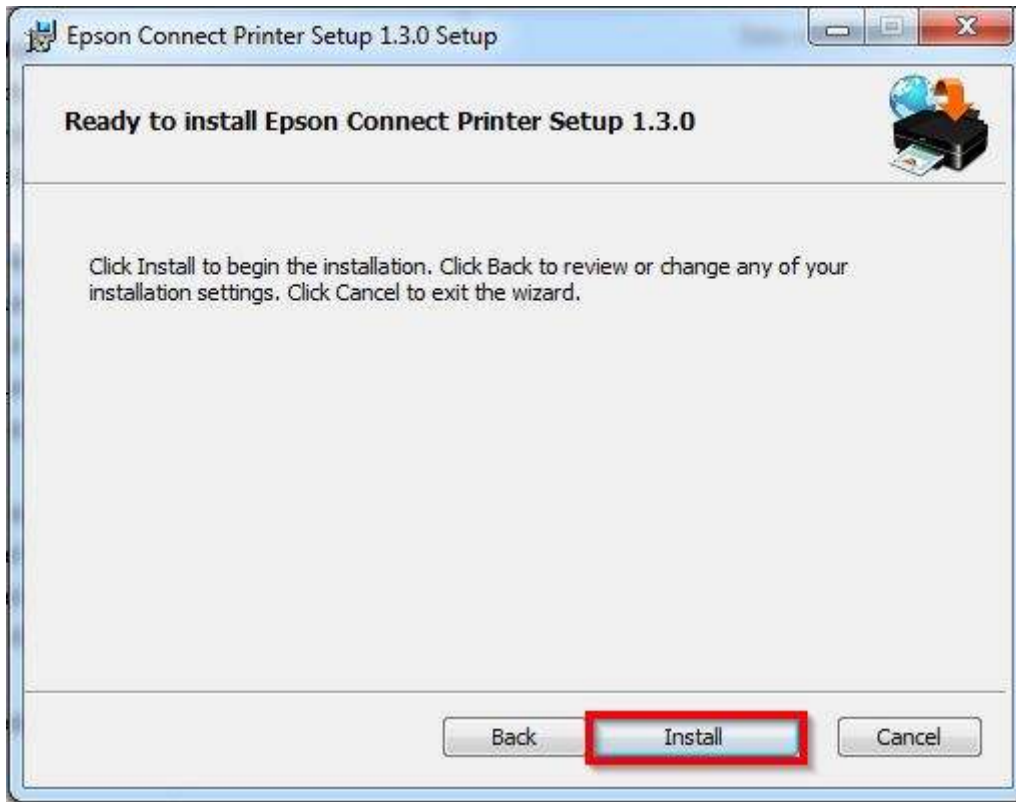 Epson Connect Printer Setup 1.3.0 Setup
Ready to install Epson Connect Printer Setup 1.3.0
Click Install to begin the installation. Click Back to review or change any of your
installation settings. Click Cancel to exit the wizard.
Back Install Cancel